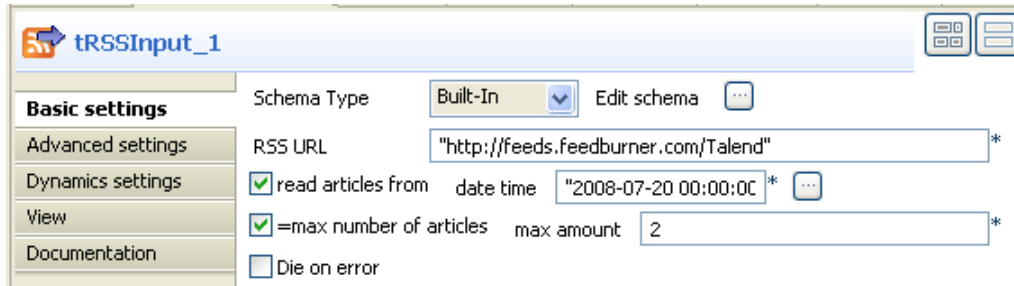 tRSSInput_1
Basic settings
Advanced settings
Dynamics settings
View
Documentation
Schema Type Built-In Edit schema ...
RSS URL "http://feeds.feedburner.com/Talend" *
read articles from date time "2008-07-20 00:00:0 * ...
=max number of articles max amount 2 *
Die on error